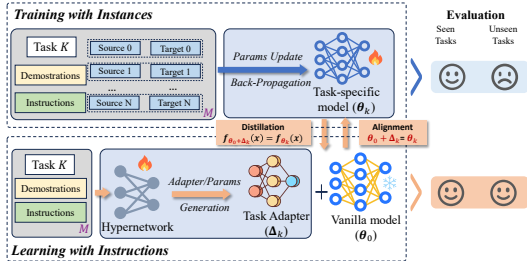 Training with Instances
Evaluation
Seen Tasks
Unseen Tasks
Task K
Source 0
Target 0
Demostrations
Source 1
Target 1
...
...
Instructions
Source N
Target N
M
Params Update
Back-Propagation
Task-specific
model (θk)
Distillation
fθ0+Δk(x) = fθk(x)
Alignment
θ0 + Δk= θk
Task K
Demostrations
Instructions
M
Hypernetwork
Adapter/Params
Generation
Task Adapter
(Δk)
+
Vanilla model
(θ0)
Learning with Instructions